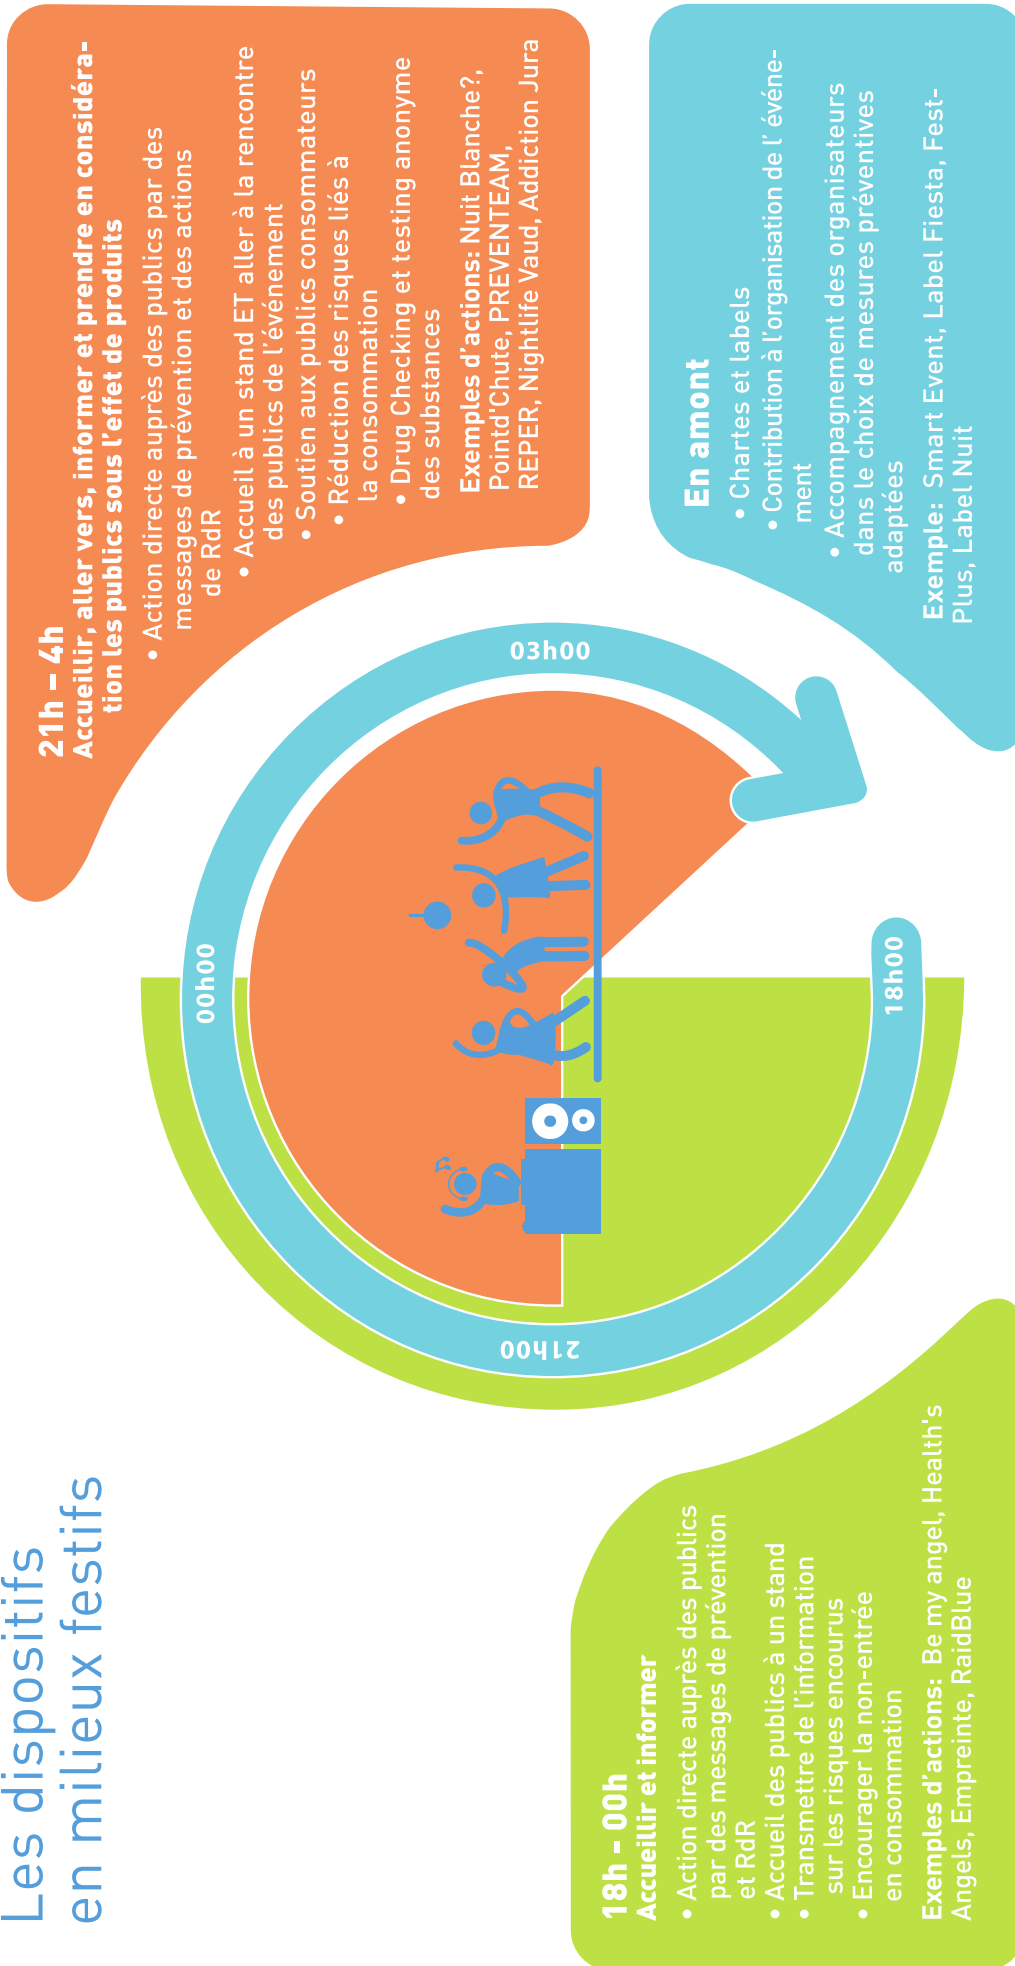 Les dispositifs
en milieux festifs
18h – 00h
Accueillir et informer
• Action directe auprès des publics
par des messages de prévention
et RdR
• Accueil des publics à un stand
• Transmettre de l'information
sur les risques encourus
• Encourager la non-entrée
en consommation
Exemples d'actions: Be my angel, Health's
Angels, Empreinte, RaidBlue
21h – 4h
Accueillir, aller vers, informer et prendre en considéra-
tion les publics sous l'effet de produits
• Action directe auprès des publics par des
messages de prévention et des actions
de RdR
• Accueil à un stand ET aller à la rencontre
des publics de l'événement
• Soutien aux publics consommateurs
• Réduction des risques liés à
la consommation
• Drug Checking et testing anonyme
des substances
Exemples d'actions: Nuit Blanche?,
Pointd'Chute, PREVENTEAM,
REPER, Nightlife Vaud, Addiction Jura
En amont
• Chartes et labels
• Contribution à l'organisation de l' événe-
ment
• Accompagnement des organisateurs
dans le choix de mesures préventives
adaptées
Exemple: Smart Event, Label Fiesta, Fest-
Plus, Label Nuit
18h00
21h00
00h00
03h00